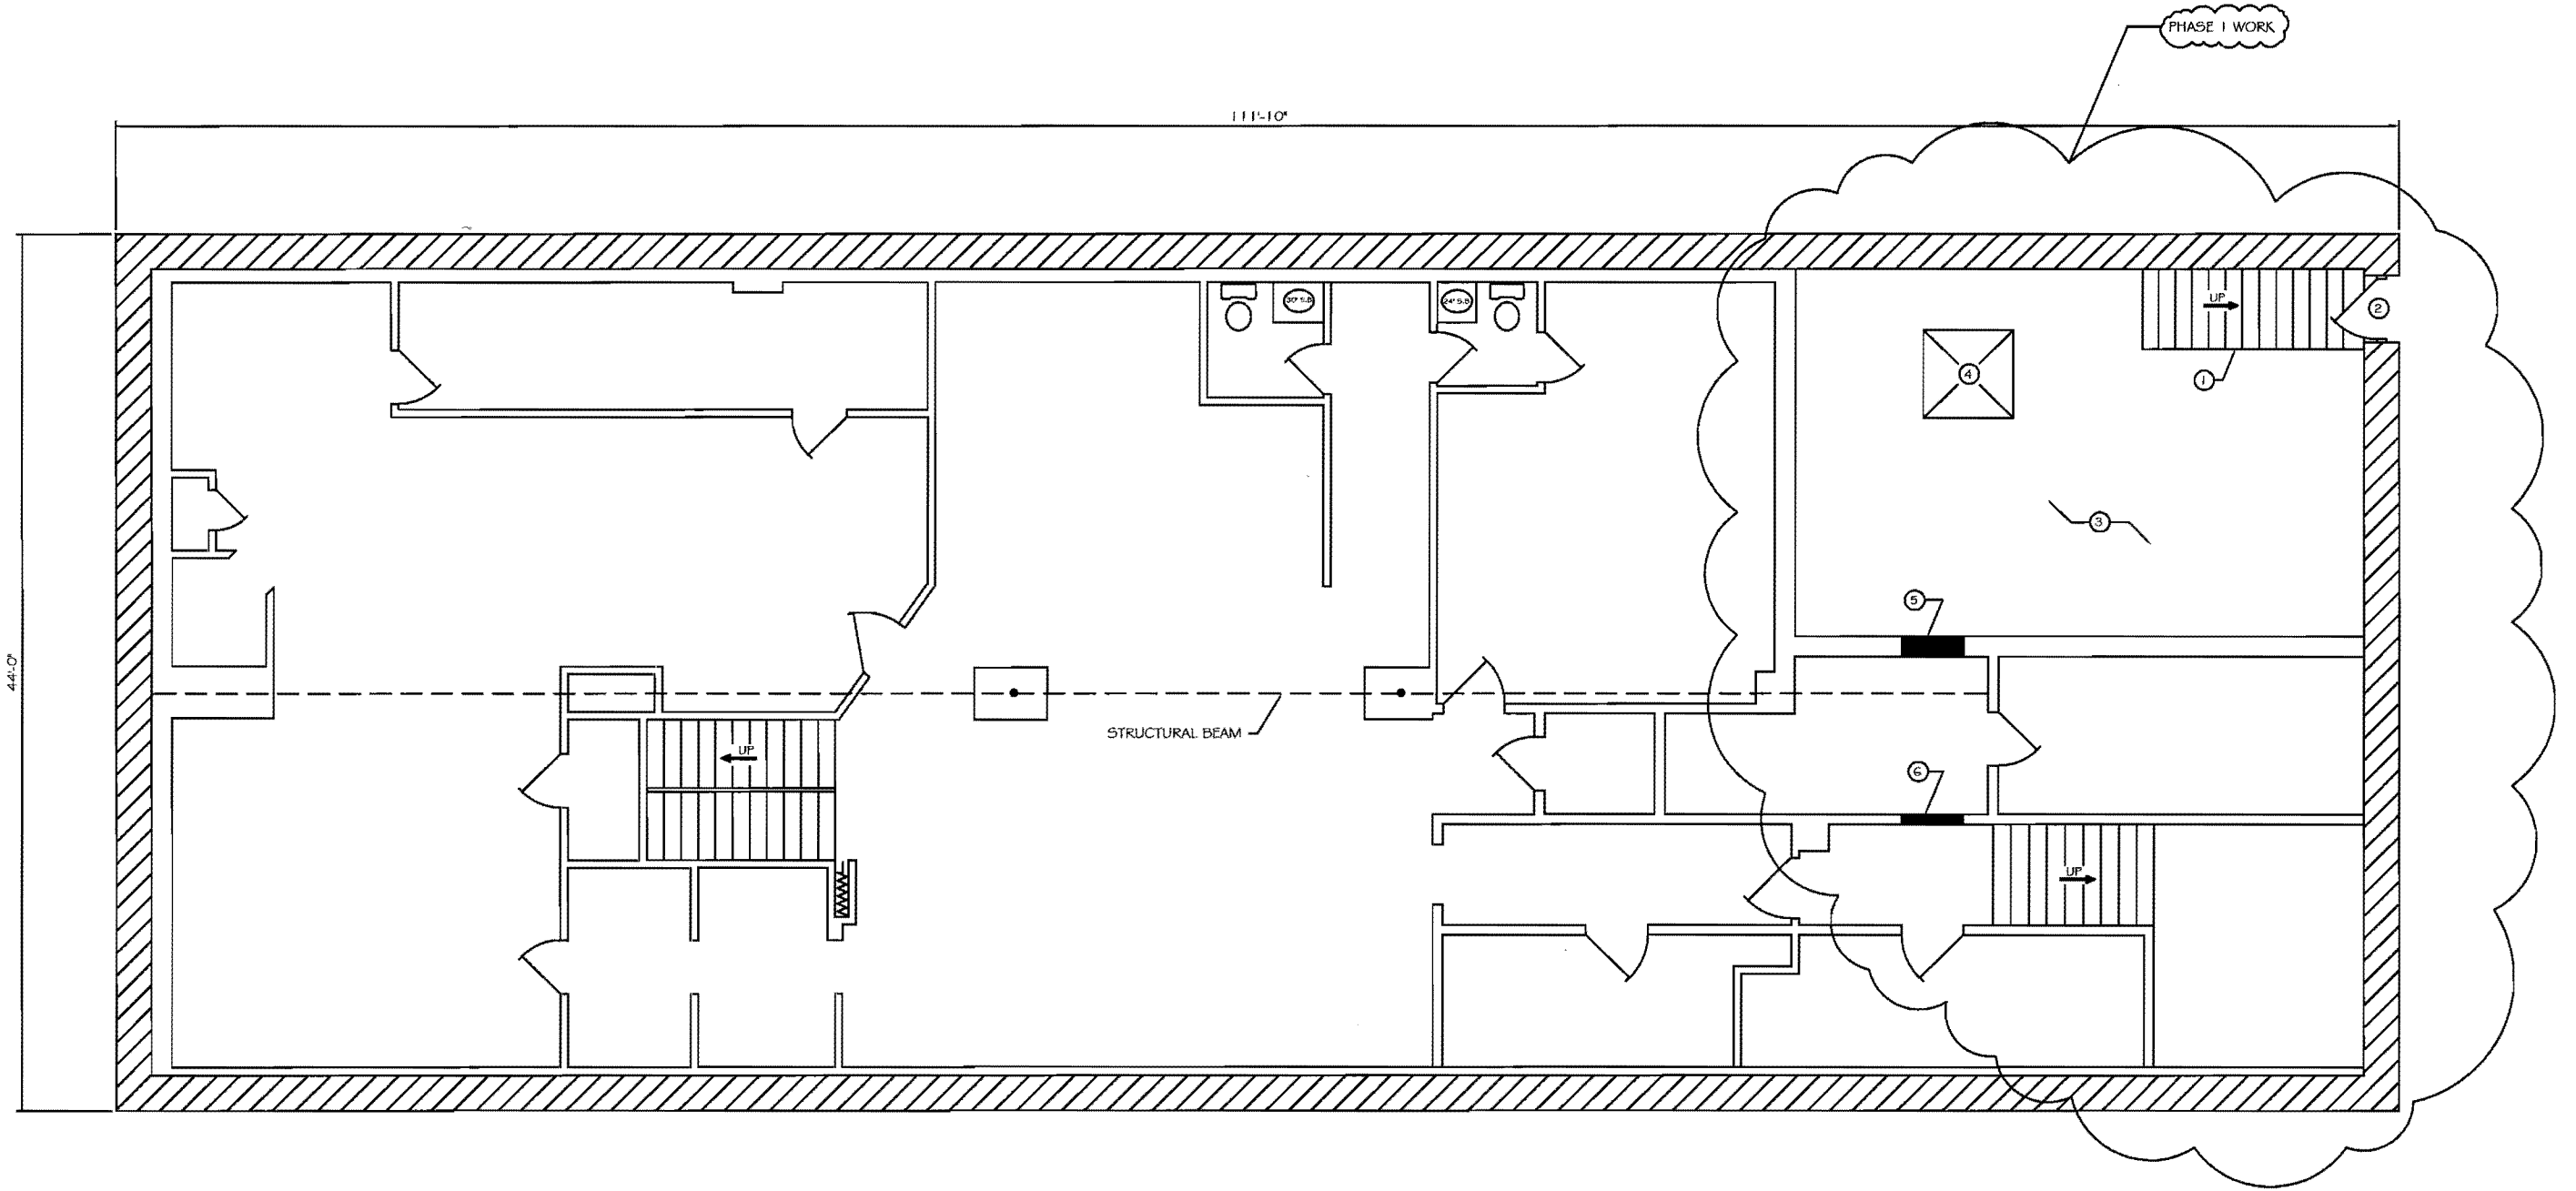 PHASE 1 WORK
111'-10"
30" S.B.
24" S.B.
UP
2
4
1
3
5
44'-0"
STRUCTURAL BEAM
UP
6
UP